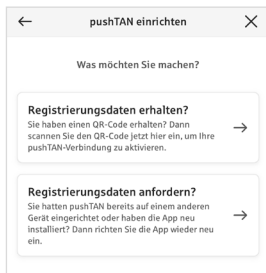 pushTAN einrichten
Was möchten Sie machen?
Registrierungsdaten erhalten?
Sie haben einen QR-Code erhalten? Dann
scannen Sie den QR-Code jetzt hier ein, um Ihre
pushTAN-Verbindung zu aktivieren.
Registrierungsdaten anfordern?
Sie hatten pushTAN bereits auf einem anderen
Gerät eingerichtet oder haben die App neu
installiert? Dann richten Sie die App wieder neu
ein.